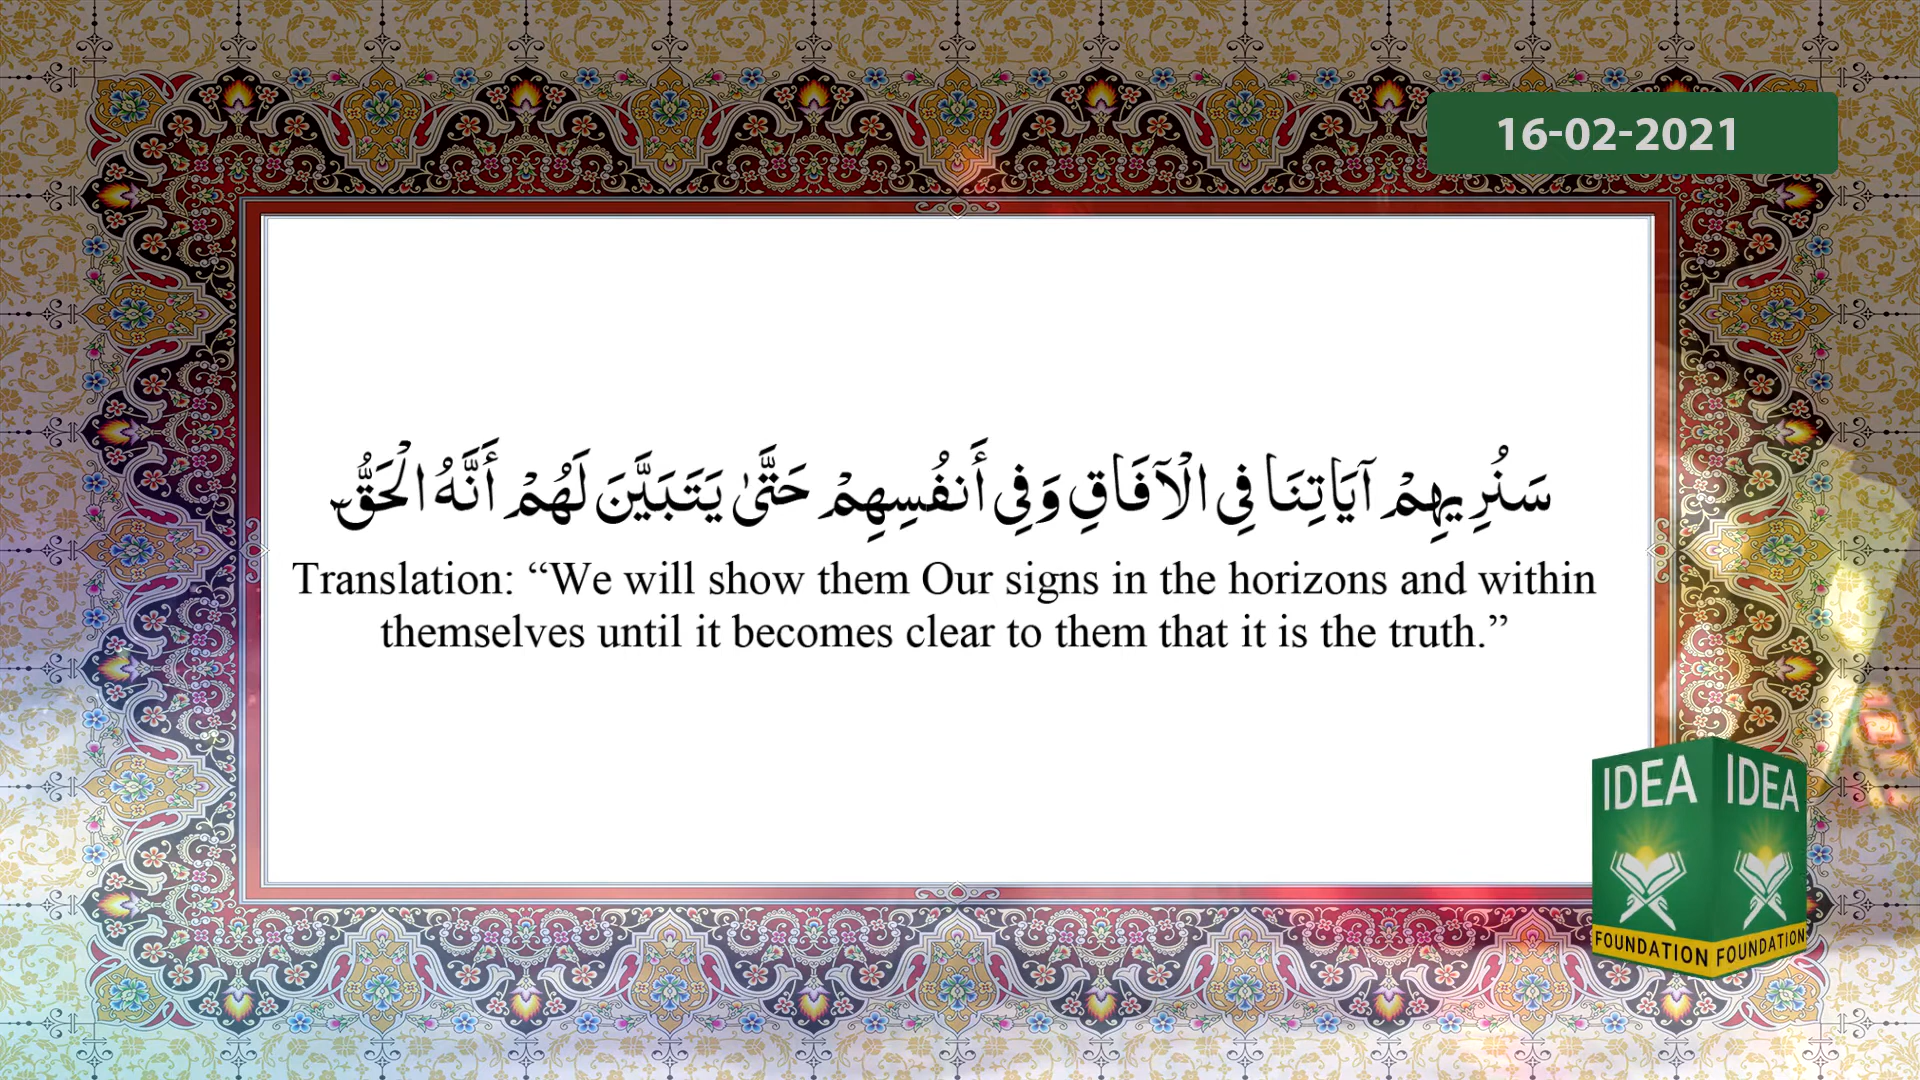 16-02-2021
سَنُرِيهِمْ آيَاتِنَا فِي الْآفَاقِ وَفِي أَنفُسِهِمْ حَتَّىٰ يَتَبَيَّنَ لَهُمْ أَنَّهُ الْحَقُّ ۗ
Translation: “We will show them Our signs in the horizons and within
themselves until it becomes clear to them that it is the truth.”
IDEA IDEA
FOUNDATION FOUNDATION